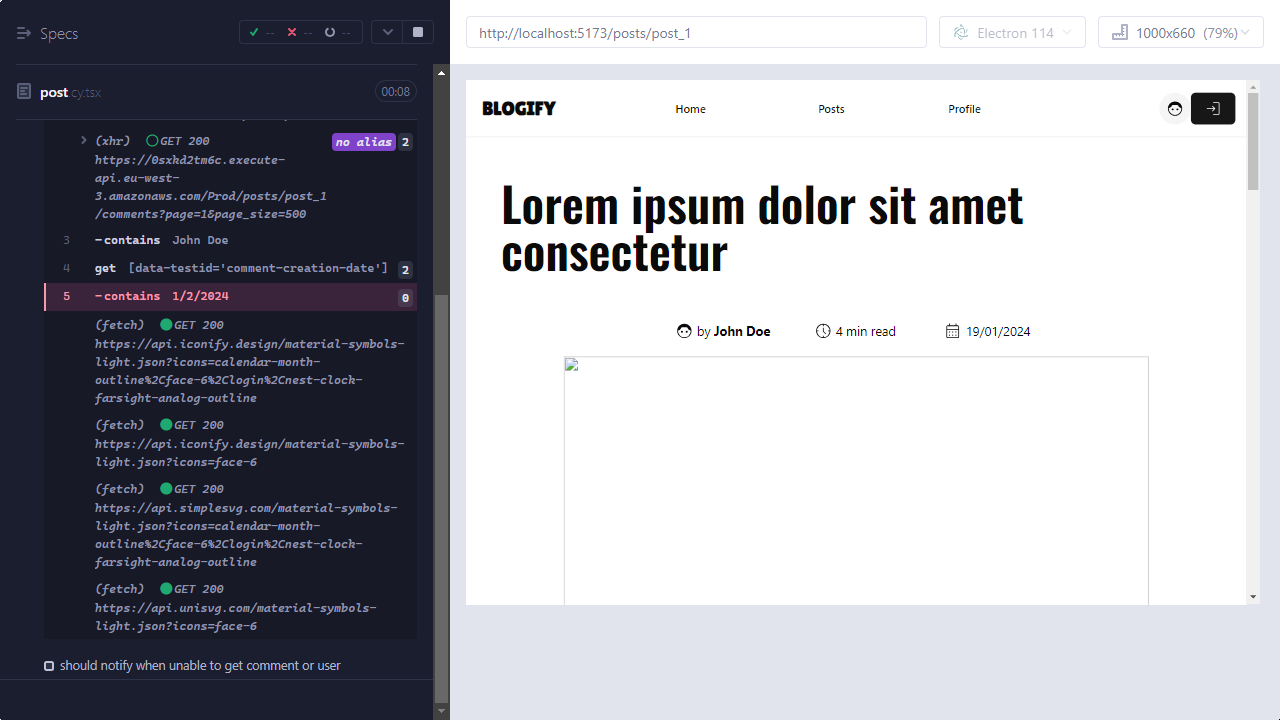 Specs
--
--
--
post.cy.tsx
00:08
(xhr) GET 200
no alias
2
https://0sxkd2tm6c.execute-
api.eu-west-
3.amazonaws.com/Prod/posts/post_1
/comments?page=1&page_size=500
3 -contains John Doe
4 get [data-testid='comment-creation-date'] 2
5 -contains 1/2/2024 0
(fetch) GET 200
https://api.iconify.design/material-symbols-
light.json?icons=calendar-month-
outline%2Cface-6%2Clogin%2Cnest-clock-
farsight-analog-outline
(fetch) GET 200
https://api.iconify.design/material-symbols-
light.json?icons=face-6
(fetch) GET 200
https://api.simplesvg.com/material-symbols-
light.json?icons=calendar-month-
outline%2Cface-6%2Clogin%2Cnest-clock-
farsight-analog-outline
(fetch) GET 200
https://api.unisvg.com/material-symbols-
light.json?icons=face-6
should notify when unable to get comment or user
http://localhost:5173/posts/post_1
Electron 114
1000x660 (79%)
BLOGIFY
Home
Posts
Profile
Lorem ipsum dolor sit amet
consectetur
by John Doe
4 min read
19/01/2024